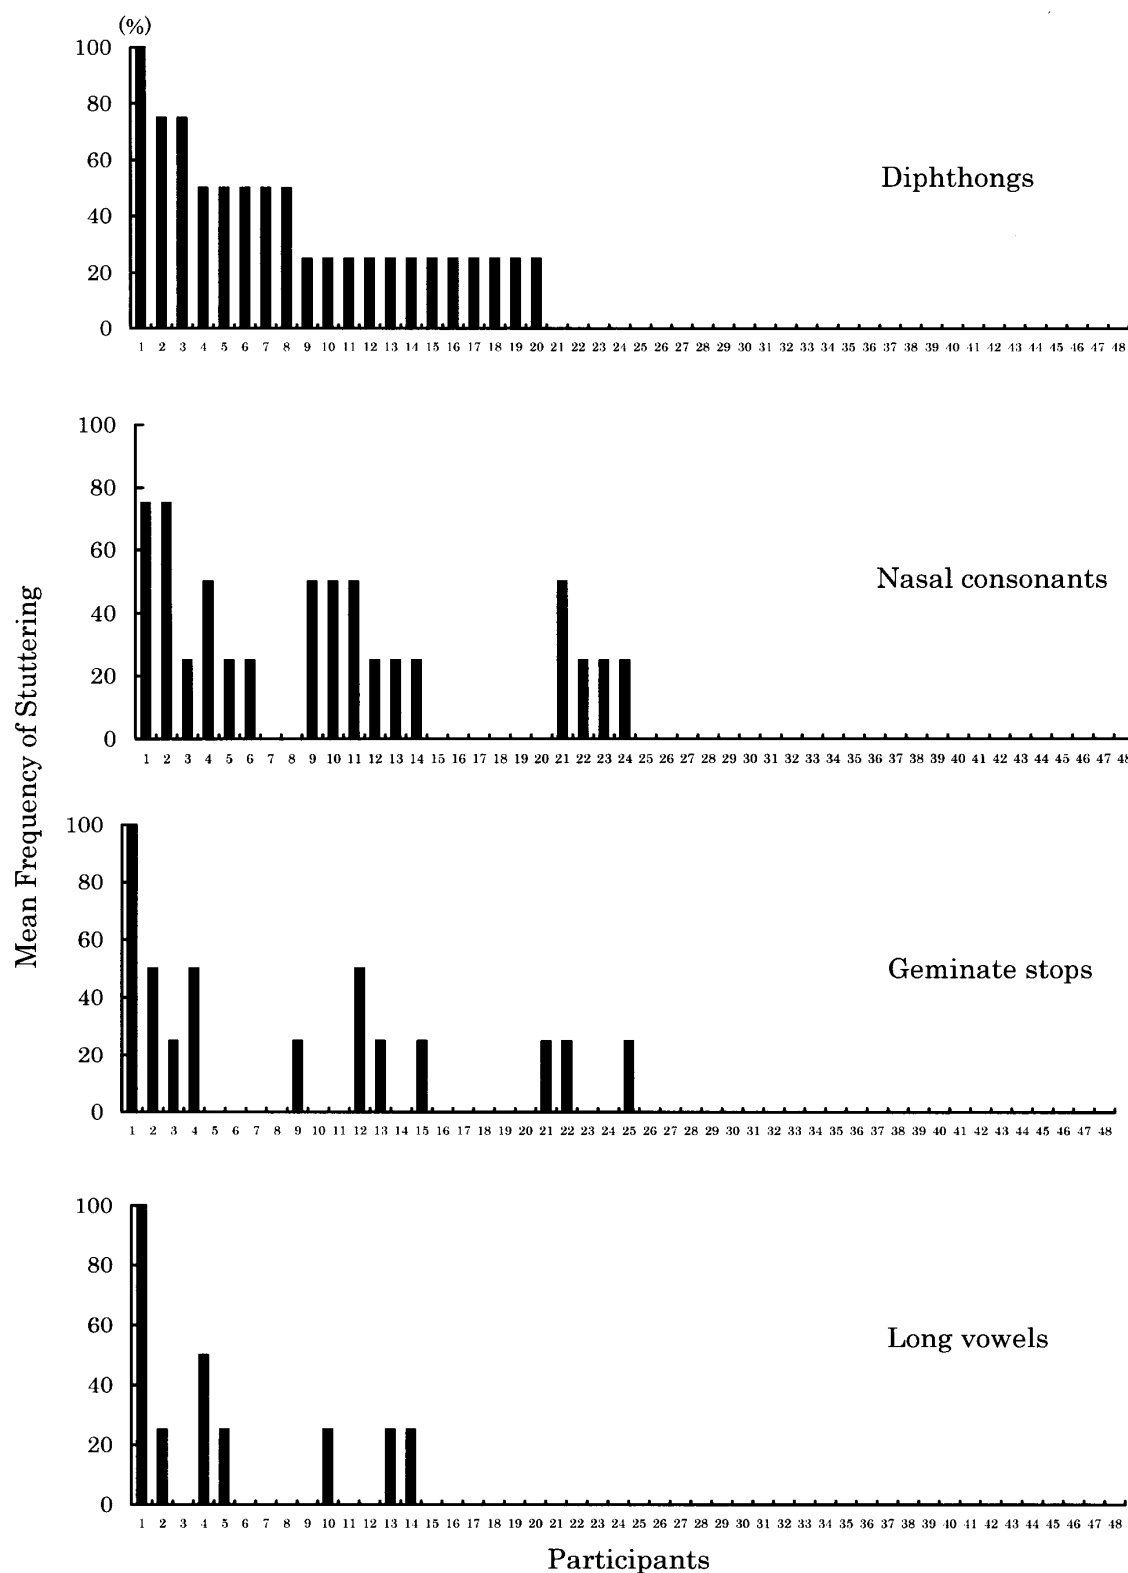 (%)
100
80
60
40
20
0
Diphthongs
1 2 3 4 5 6 7 8 9 10 11 12 13 14 15 16 17 18 19 20 21 22 23 24 25 26 27 28 29 30 31 32 33 34 35 36 37 38 39 40 41 42 43 44 45 46 47 48
100
80
60
40
20
0
Nasal consonants
1 2 3 4 5 6 7 8 9 10 11 12 13 14 15 16 17 18 19 20 21 22 23 24 25 26 27 28 29 30 31 32 33 34 35 36 37 38 39 40 41 42 43 44 45 46 47 48
Mean Frequency of Stuttering
100
80
60
40
20
0
Geminate stops
1 2 3 4 5 6 7 8 9 10 11 12 13 14 15 16 17 18 19 20 21 22 23 24 25 26 27 28 29 30 31 32 33 34 35 36 37 38 39 40 41 42 43 44 45 46 47 48
100
80
60
40
20
0
Long vowels
1 2 3 4 5 6 7 8 9 10 11 12 13 14 15 16 17 18 19 20 21 22 23 24 25 26 27 28 29 30 31 32 33 34 35 36 37 38 39 40 41 42 43 44 45 46 47 48
Participants